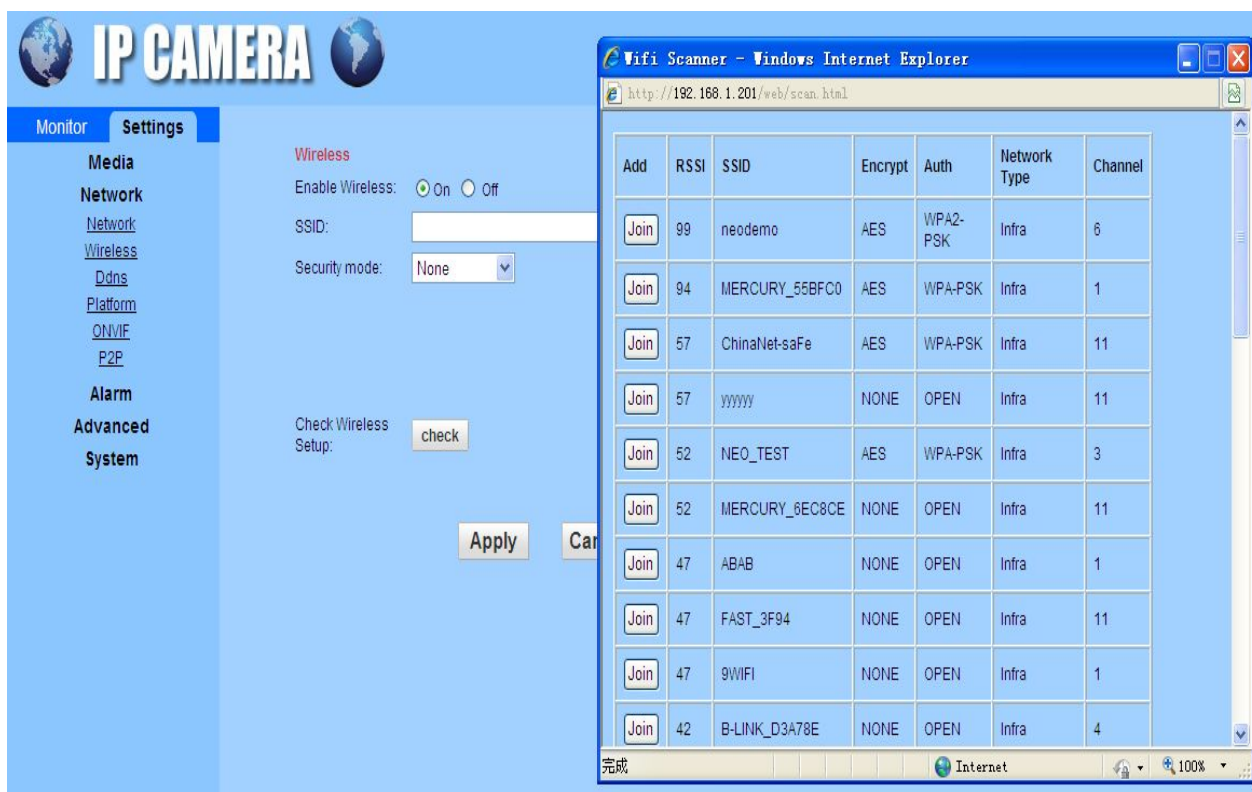 IP CAMERA
Monitor Settings
Media
Network
Network
Wireless
Ddns
Platform
ONVIF
P2P
Alarm
Advanced
System
Wireless
Enable Wireless: On Off
SSID:
Security mode: None
Check Wireless
Setup:
check
Apply Can
Wifi Scanner - Windows Internet Explorer
http://192.168.1.201/web/scan.html
Add RSSI SSID Encrypt Auth Network Type Channel
Join 99 neodemo AES WPA2-PSK Infra 6
Join 94 MERCURY_55BFC0 AES WPA-PSK Infra 1
Join 57 ChinaNet-saFe AES WPA-PSK Infra 11
Join 57 yyyyyy NONE OPEN Infra 11
Join 52 NEO_TEST AES WPA-PSK Infra 3
Join 52 MERCURY_6EC8CE NONE OPEN Infra 11
Join 47 ABAB NONE OPEN Infra 1
Join 47 FAST_3F94 NONE OPEN Infra 11
Join 47 9WIFI NONE OPEN Infra 1
Join 42 B-LINK_D3A78E NONE OPEN Infra 4
完成 Internet 100%